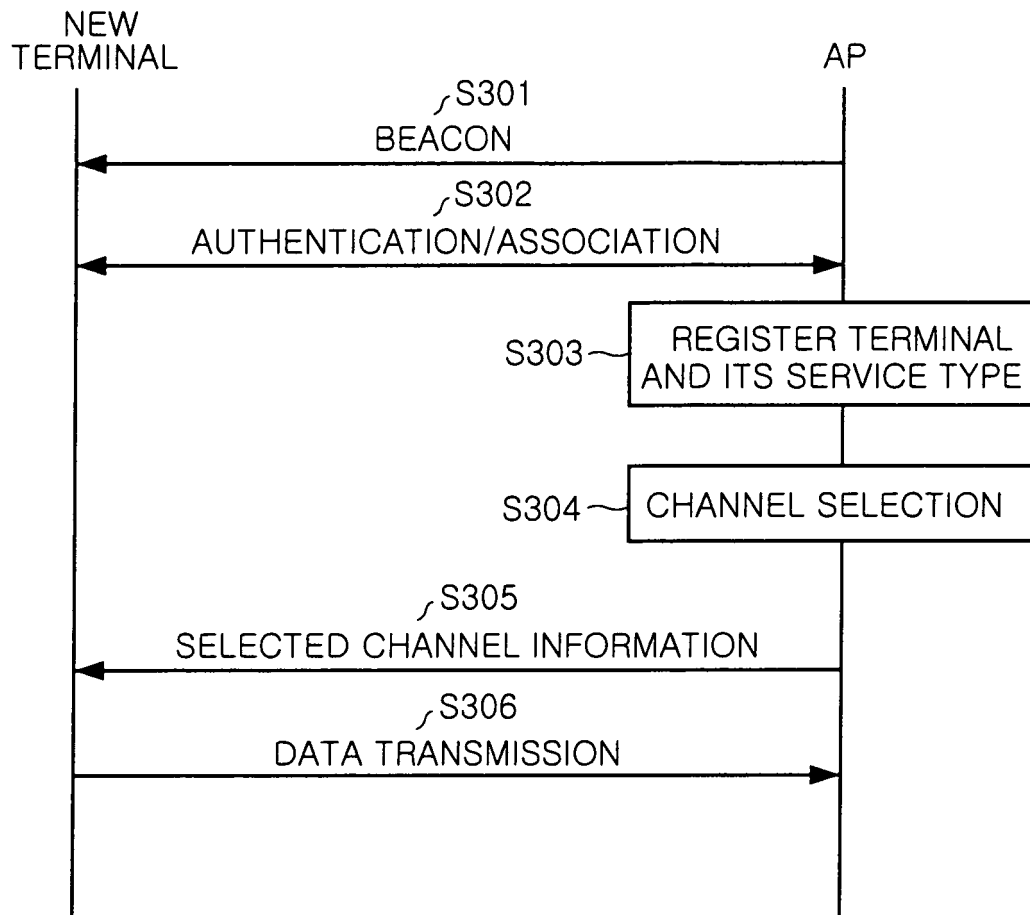 NEW
TERMINAL
AP
S301
BEACON
S302
AUTHENTICATION/ASSOCIATION
S303
REGISTER TERMINAL
AND ITS SERVICE TYPE
S304
CHANNEL SELECTION
S305
SELECTED CHANNEL INFORMATION
S306
DATA TRANSMISSION